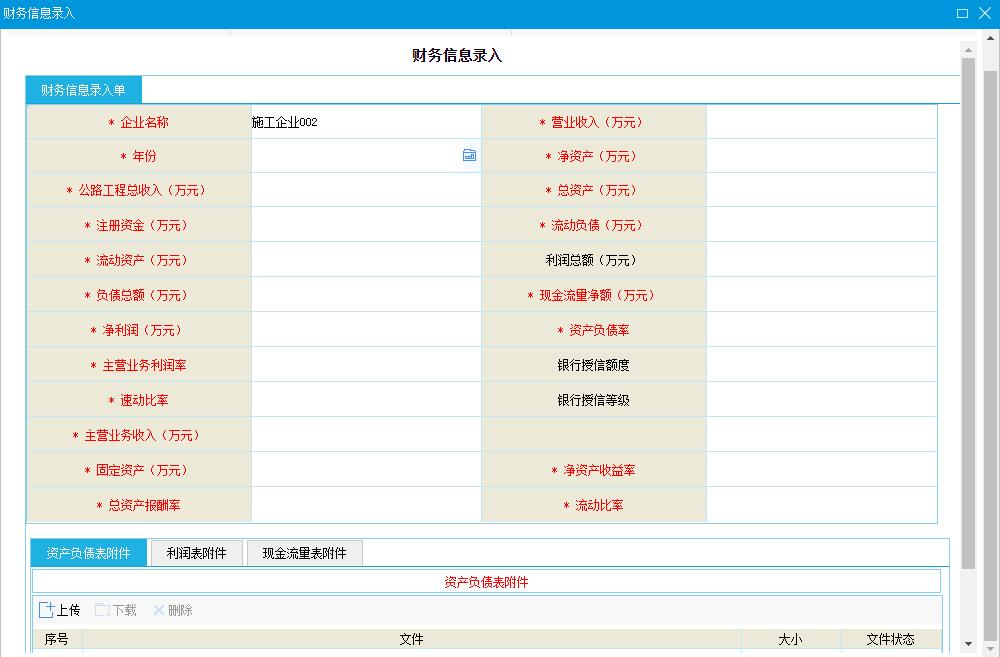 财务信息录入
财务信息录入
财务信息录入单
* 企业名称 施工企业002 * 营业收入（万元）
* 年份 * 净资产（万元）
* 公路工程总收入（万元） * 总资产（万元）
* 注册资金（万元） * 流动负债（万元）
* 流动资产（万元） 利润总额（万元）
* 负债总额（万元） * 现金流量净额（万元）
* 净利润（万元） * 资产负债率
* 主营业务利润率 银行授信额度
* 速动比率 银行授信等级
* 主营业务收入（万元）
* 固定资产（万元） * 净资产收益率
* 总资产报酬率 * 流动比率
资产负债表附件 利润表附件 现金流量表附件
资产负债表附件
上传 下载 删除
序号 文件 大小 文件状态